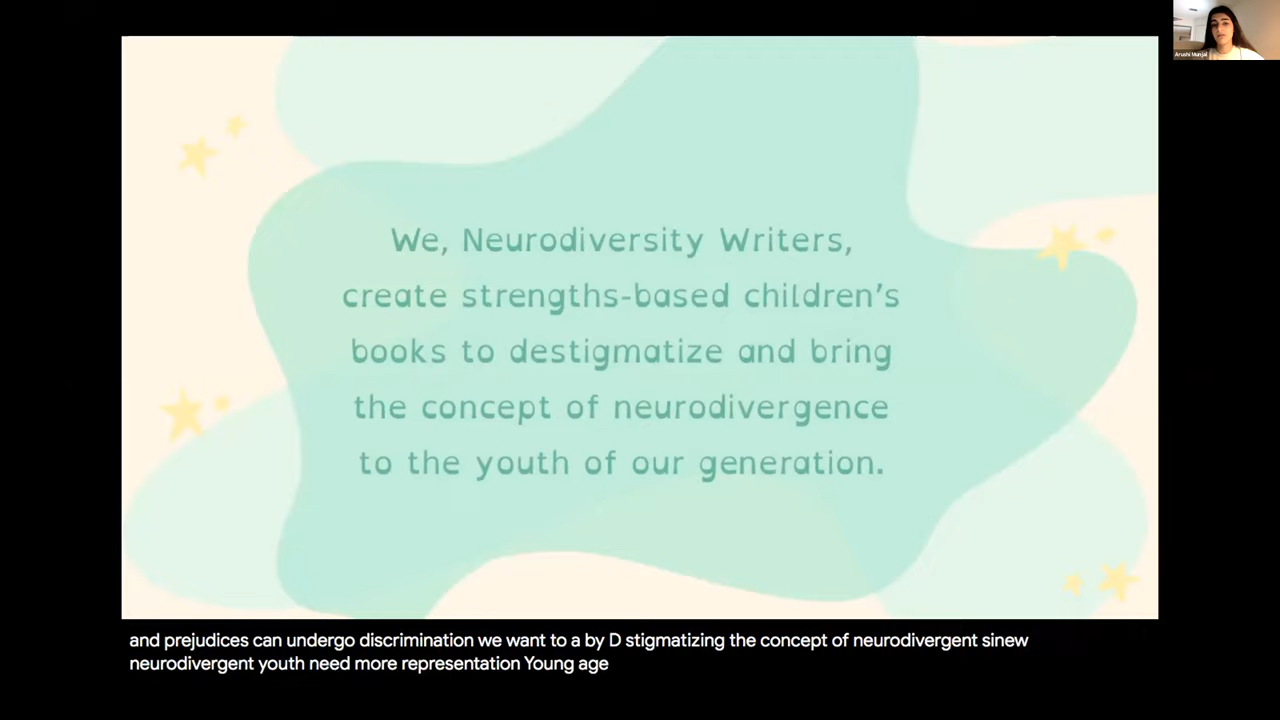 Arushi Munjal
We, Neurodiversity Writers,
create strengths-based children's
books to destigmatize and bring
the concept of neurodivergence
to the youth of our generation.
and prejudices can undergo discrimination we want to a by D stigmatizing the concept of neurodivergent sinew
neurodivergent youth need more representation Young age